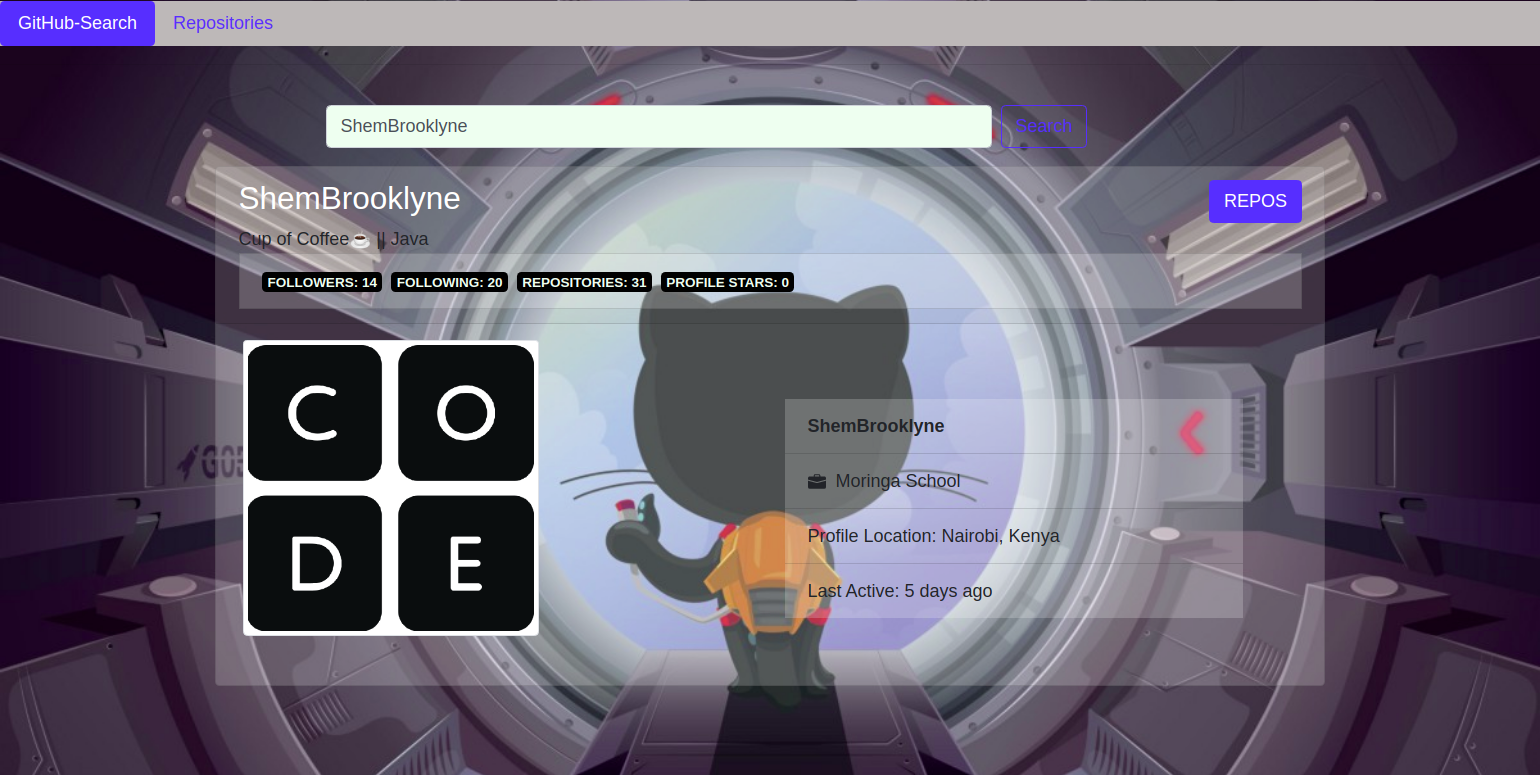 GitHub-Search Repositories
ShemBrooklyne Search
ShemBrooklyne REPOS
Cup of Coffee☕ || Java
FOLLOWERS: 14 FOLLOWING: 20 REPOSITORIES: 31 PROFILE STARS: 0
C O
D E
ShemBrooklyne
Moringa School
Profile Location: Nairobi, Kenya
Last Active: 5 days ago